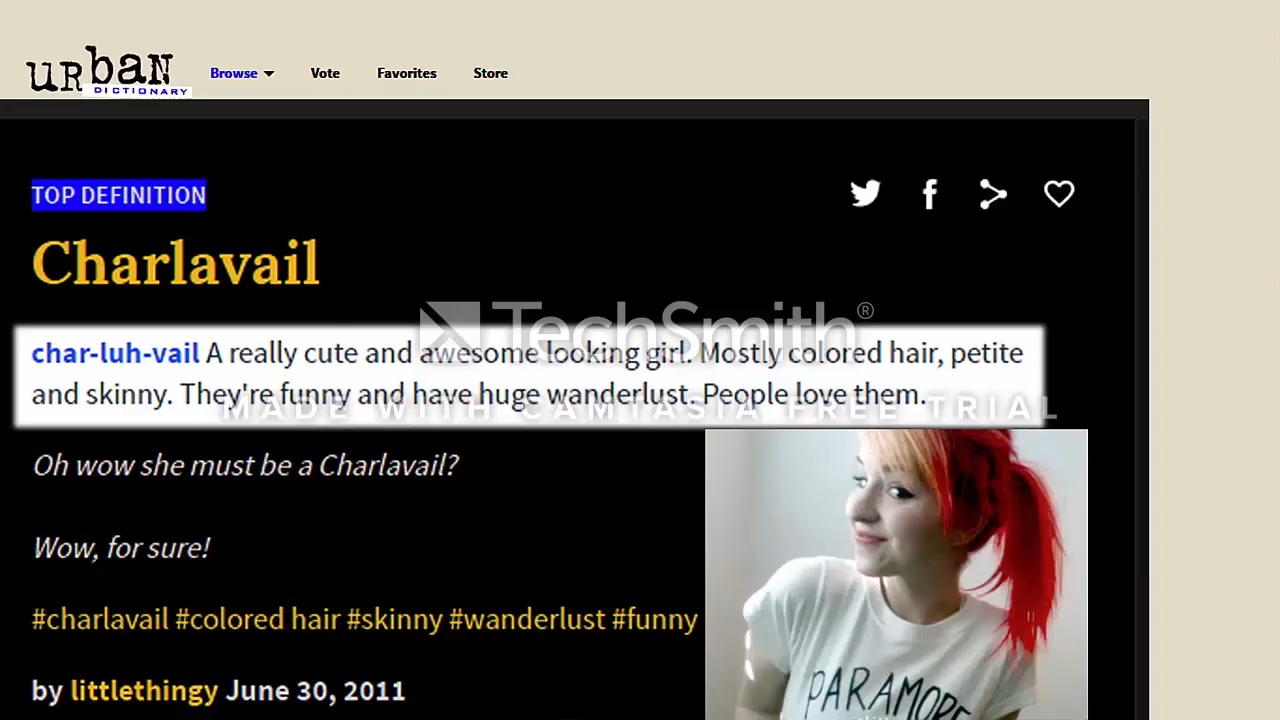 urban
DICTIONARY
Browse Vote Favorites Store
TOP DEFINITION
Charlavail
TechSmith®
char-luh-vail A really cute and awesome looking girl. Mostly colored hair, petite
and skinny. They're funny and have huge wanderlust. People love them.
MADE WITH CAMTASIA FREE TRIAL
Oh wow she must be a Charlavail?
Wow, for sure!
#charlavail #colored hair #skinny #wanderlust #funny
by littlethingy June 30, 2011
PARAMORE